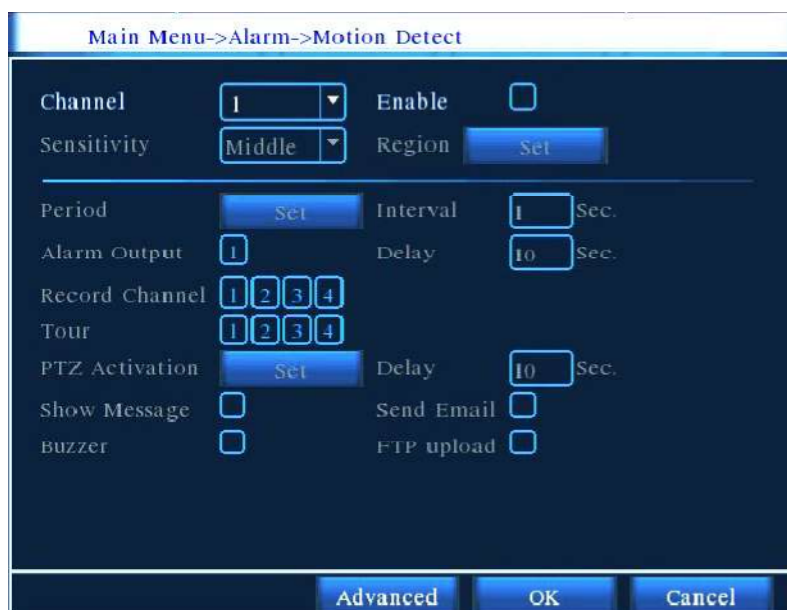 Main Menu->Alarm->Motion Detect
Channel 1 Enable
Sensitivity Middle Region Set
Period Set Interval 1 Sec.
Alarm Output 1 Delay 10 Sec.
Record Channel 1 2 3 4
Tour 1 2 3 4
PTZ Activation Set Delay 10 Sec.
Show Message Send Email
Buzzer FTP upload
Advanced OK Cancel